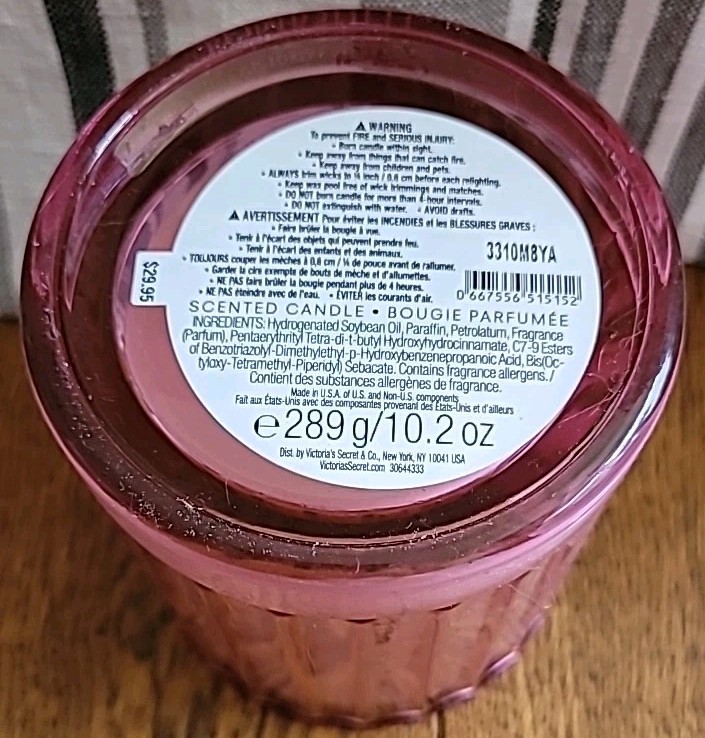 ⚠ WARNING
To prevent FIRE and SERIOUS INJURY:
• Burn candle within sight.
• Keep away from things that can catch fire.
• Keep away from children and pets.
• ALWAYS trim wicks to ¼ inch / 0,6 cm before each relighting.
• Keep wax pool free of wick trimmings and matches.
• DO NOT burn candle for more than 4-hour intervals.
• DO NOT extinguish with water. • AVOID drafts.
⚠ AVERTISSEMENT Pour éviter les INCENDIES et les BLESSURES GRAVES :
• Faire brûler la bougie à vue.
• Tenir à l'écart des objets qui peuvent prendre feu.
• Tenir à l'écart des enfants et des animaux.
• TOUJOURS couper les mèches à 0,6 cm / ¼ de pouce avant de rallumer.
• Garder la cire exempte de bouts de mèche et d'allumettes.
• NE PAS faire brûler la bougie pendant plus de 4 heures.
• NE PAS éteindre avec de l'eau. • ÉVITER les courants d'air.
3310M8YA
0 667556 515152
$29.95
SCENTED CANDLE • BOUGIE PARFUMÉE
INGREDIENTS: Hydrogenated Soybean Oil, Paraffin, Petrolatum, Fragrance
(Parfum), Pentaerythrityl Tetra-di-t-butyl Hydroxyhydrocinnamate, C7-9 Esters
of Benzotriazolyl-Dimethylethyl-p-Hydroxybenzenepropanoic Acid, Bis(Oc-
tyloxy-Tetramethyl-Piperidyl) Sebacate. Contains fragrance allergens. /
Contient des substances allergènes de fragrance.
Made in U.S.A. of U.S. and Non-U.S. components
Fait aux États-Unis avec des composantes provenant des États-Unis et d'ailleurs
℮289 g/10.2 oz
Dist. by Victoria's Secret & Co., New York, NY 10041 USA
VictoriasSecret.com 30644333